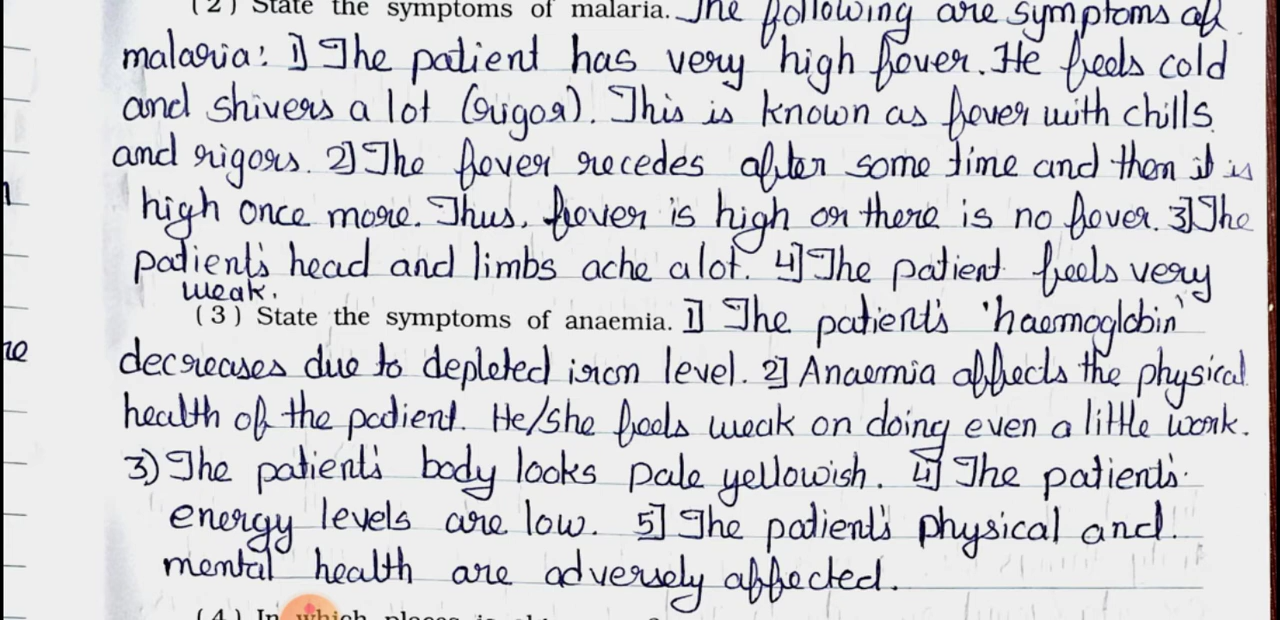 (2) State the symptoms of malaria. The following are symptoms of
malaria: 1] The patient has very high fever. He feels cold
and shivers a lot (rigor). This is known as fever with chills
and rigors. 2] The fever recedes after some time and then it is
high once more. Thus, fever is high or there is no fever. 3] The
patient's head and limbs ache a lot. 4] The patient feels very
weak.
(3) State the symptoms of anaemia. 1] The patient's 'haemoglobin'
decreases due to depleted iron level. 2] Anaemia affects the physical
health of the patient. He/She feels weak on doing even a little work.
3) The patient's body looks pale yellowish. 4] The patient's
energy levels are low. 5] The patient's physical and
mental health are adversely affected.
(4) In which places is